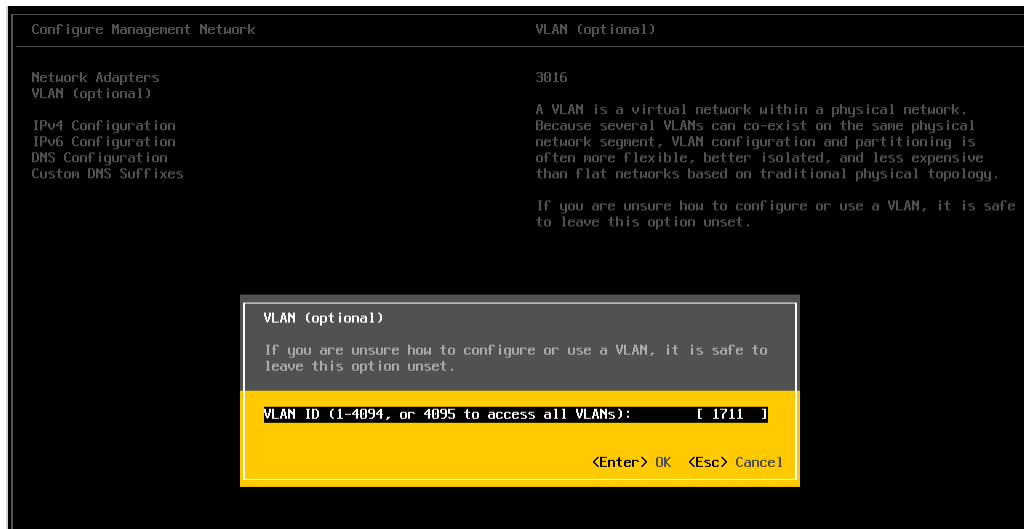 Configure Management Network
VLAN (optional)
Network Adapters
VLAN (optional)
IPv4 Configuration
IPv6 Configuration
DNS Configuration
Custom DNS Suffixes
3016
A VLAN is a virtual network within a physical network.
Because several VLANs can co-exist on the same physical
network segment, VLAN configuration and partitioning is
often more flexible, better isolated, and less expensive
than flat networks based on traditional physical topology.
If you are unsure how to configure or use a VLAN, it is safe
to leave this option unset.
VLAN (optional)
If you are unsure how to configure or use a VLAN, it is safe to
leave this option unset.
VLAN ID (1-4094, or 4095 to access all VLANs): [ 1711 ]
<Enter> OK <Esc> Cancel